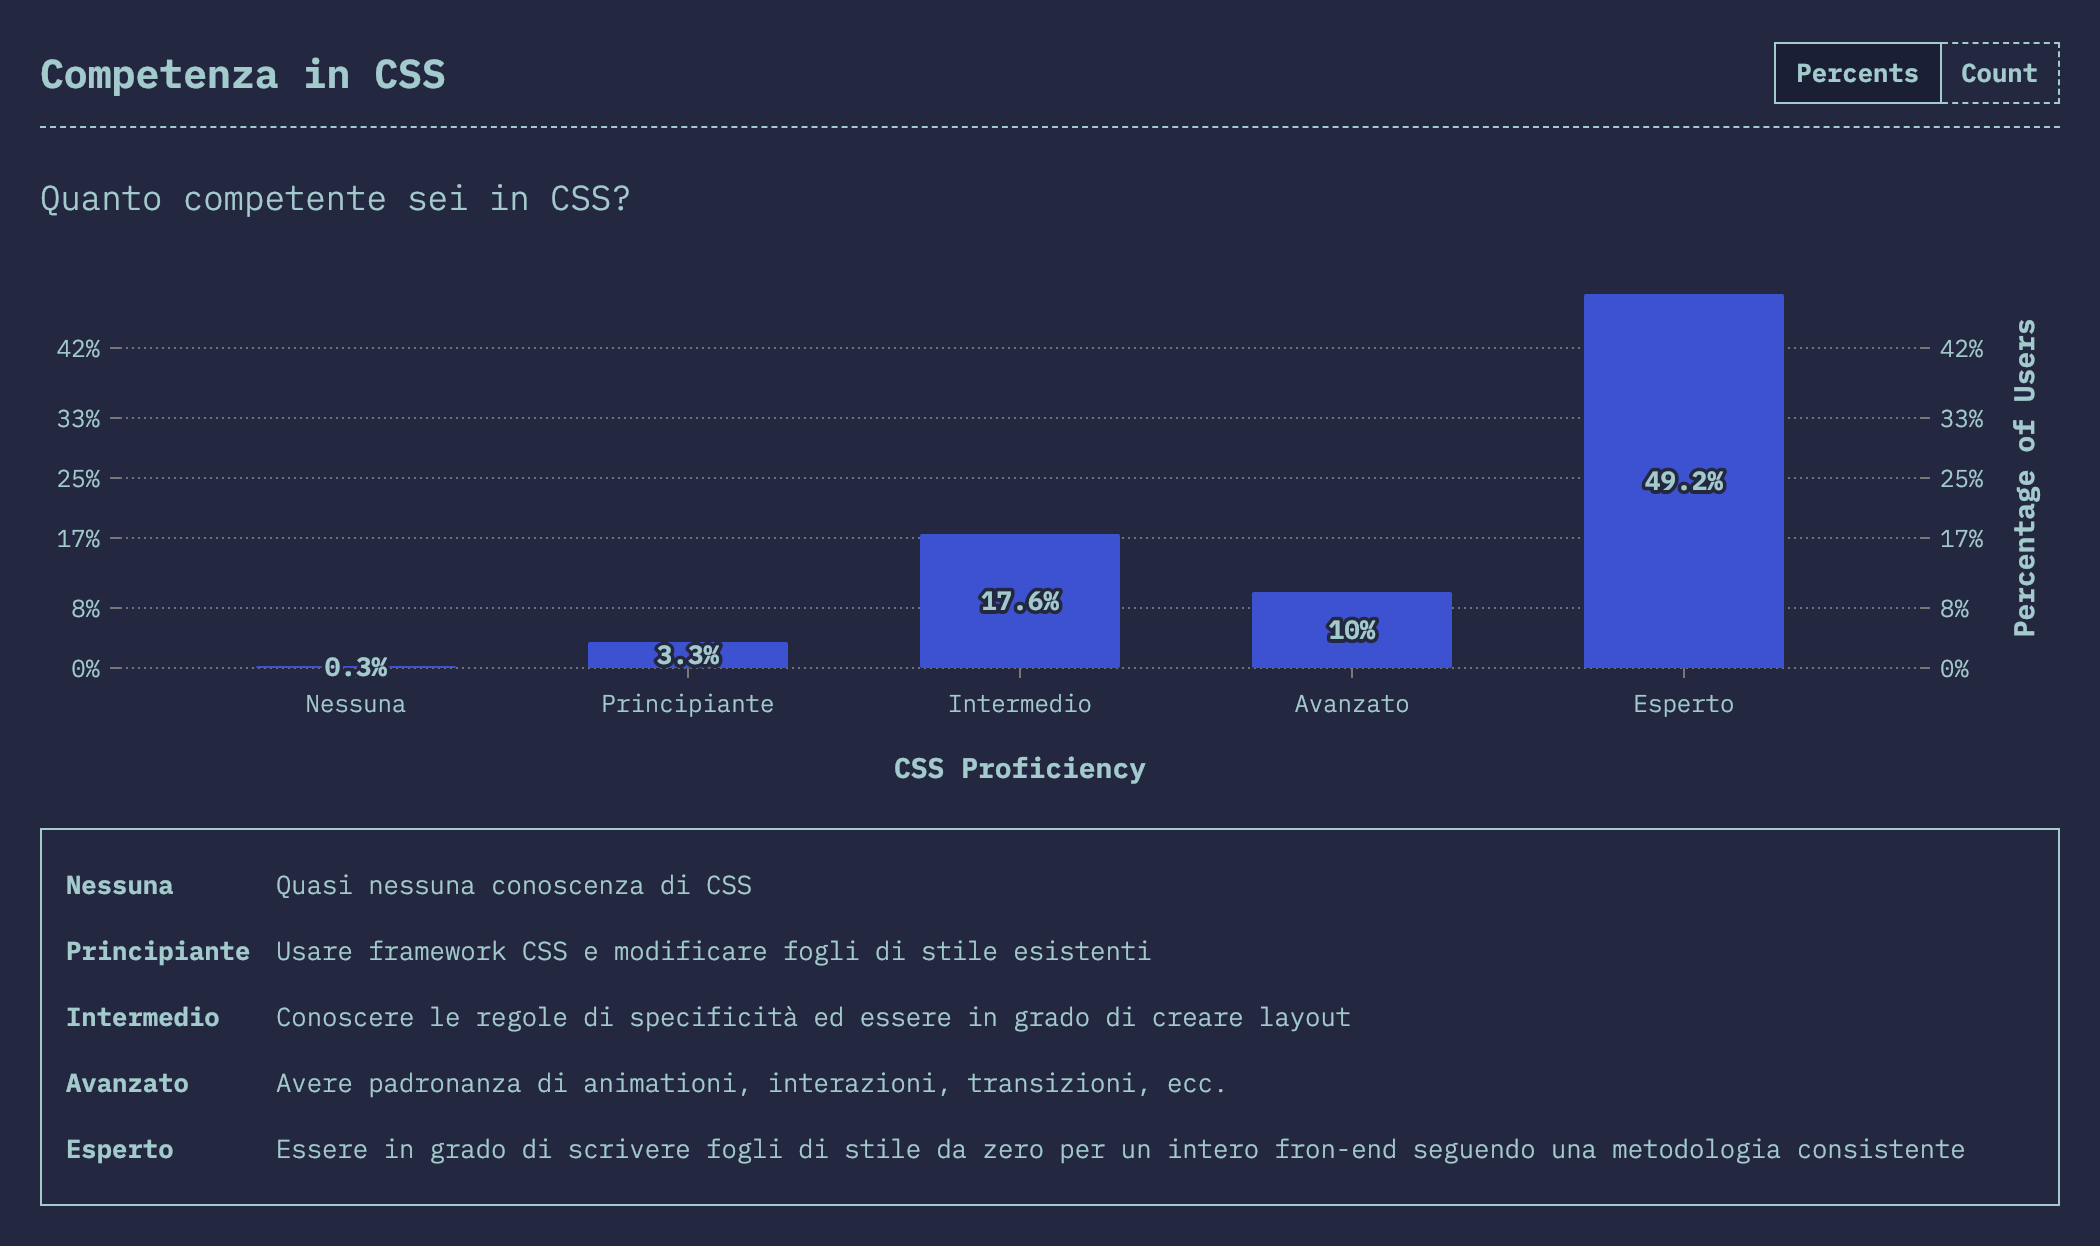 Competenza in CSS
Percents Count
Quanto competente sei in CSS?
42% 42%
33% 33%
25% 25%
17% 17%
8% 8%
0% 0%
0.3% 3.3% 17.6% 10% 49.2%
Nessuna Principiante Intermedio Avanzato Esperto
CSS Proficiency
Percentage of Users
Nessuna Quasi nessuna conoscenza di CSS
Principiante Usare framework CSS e modificare fogli di stile esistenti
Intermedio Conoscere le regole di specificità ed essere in grado di creare layout
Avanzato Avere padronanza di animationi, interazioni, transizioni, ecc.
Esperto Essere in grado di scrivere fogli di stile da zero per un intero fron-end seguendo una metodologia consistente